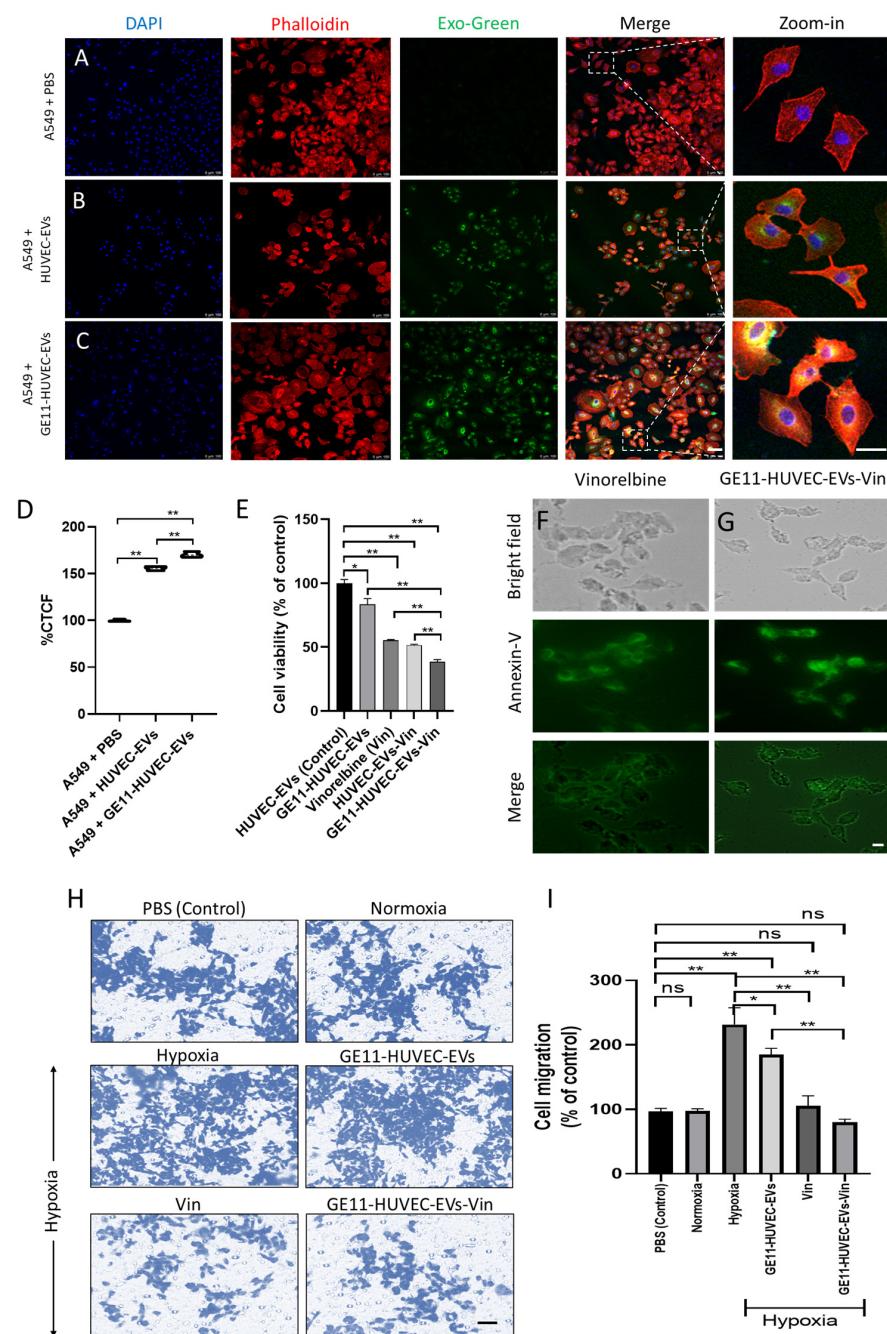 DAPI Phalloidin Exo-Green Merge Zoom-in
A
A549 + PBS
B
A549 +
HUVEC-EVs
C
A549 +
GE11-HUVEC-EVs
D
%CTCF
200
150
100
50
0
**
**
**
A549 + PBS
A549 + HUVEC-EVs
A549 + GE11-HUVEC-EVs
E
Cell viability (% of control)
150
100
50
0
**
**
**
*
**
**
**
HUVEC-EVs (Control)
GE11-HUVEC-EVs
Vinorelbine (Vin)
HUVEC-EVs-Vin
GE11-HUVEC-EVs-Vin
Vinorelbine GE11-HUVEC-EVs-Vin
F G
Bright field
Annexin-V
Merge
H
PBS (Control) Normoxia
Hypoxia GE11-HUVEC-EVs
Vin GE11-HUVEC-EVs-Vin
Hypoxia
I
Cell migration
(% of control)
300
200
100
0
ns
ns
**
** **
ns ** *
**
PBS (Control)
Normoxia
Hypoxia
GE11-HUVEC-EVs
Vin
GE11-HUVEC-EVs-Vin
Hypoxia